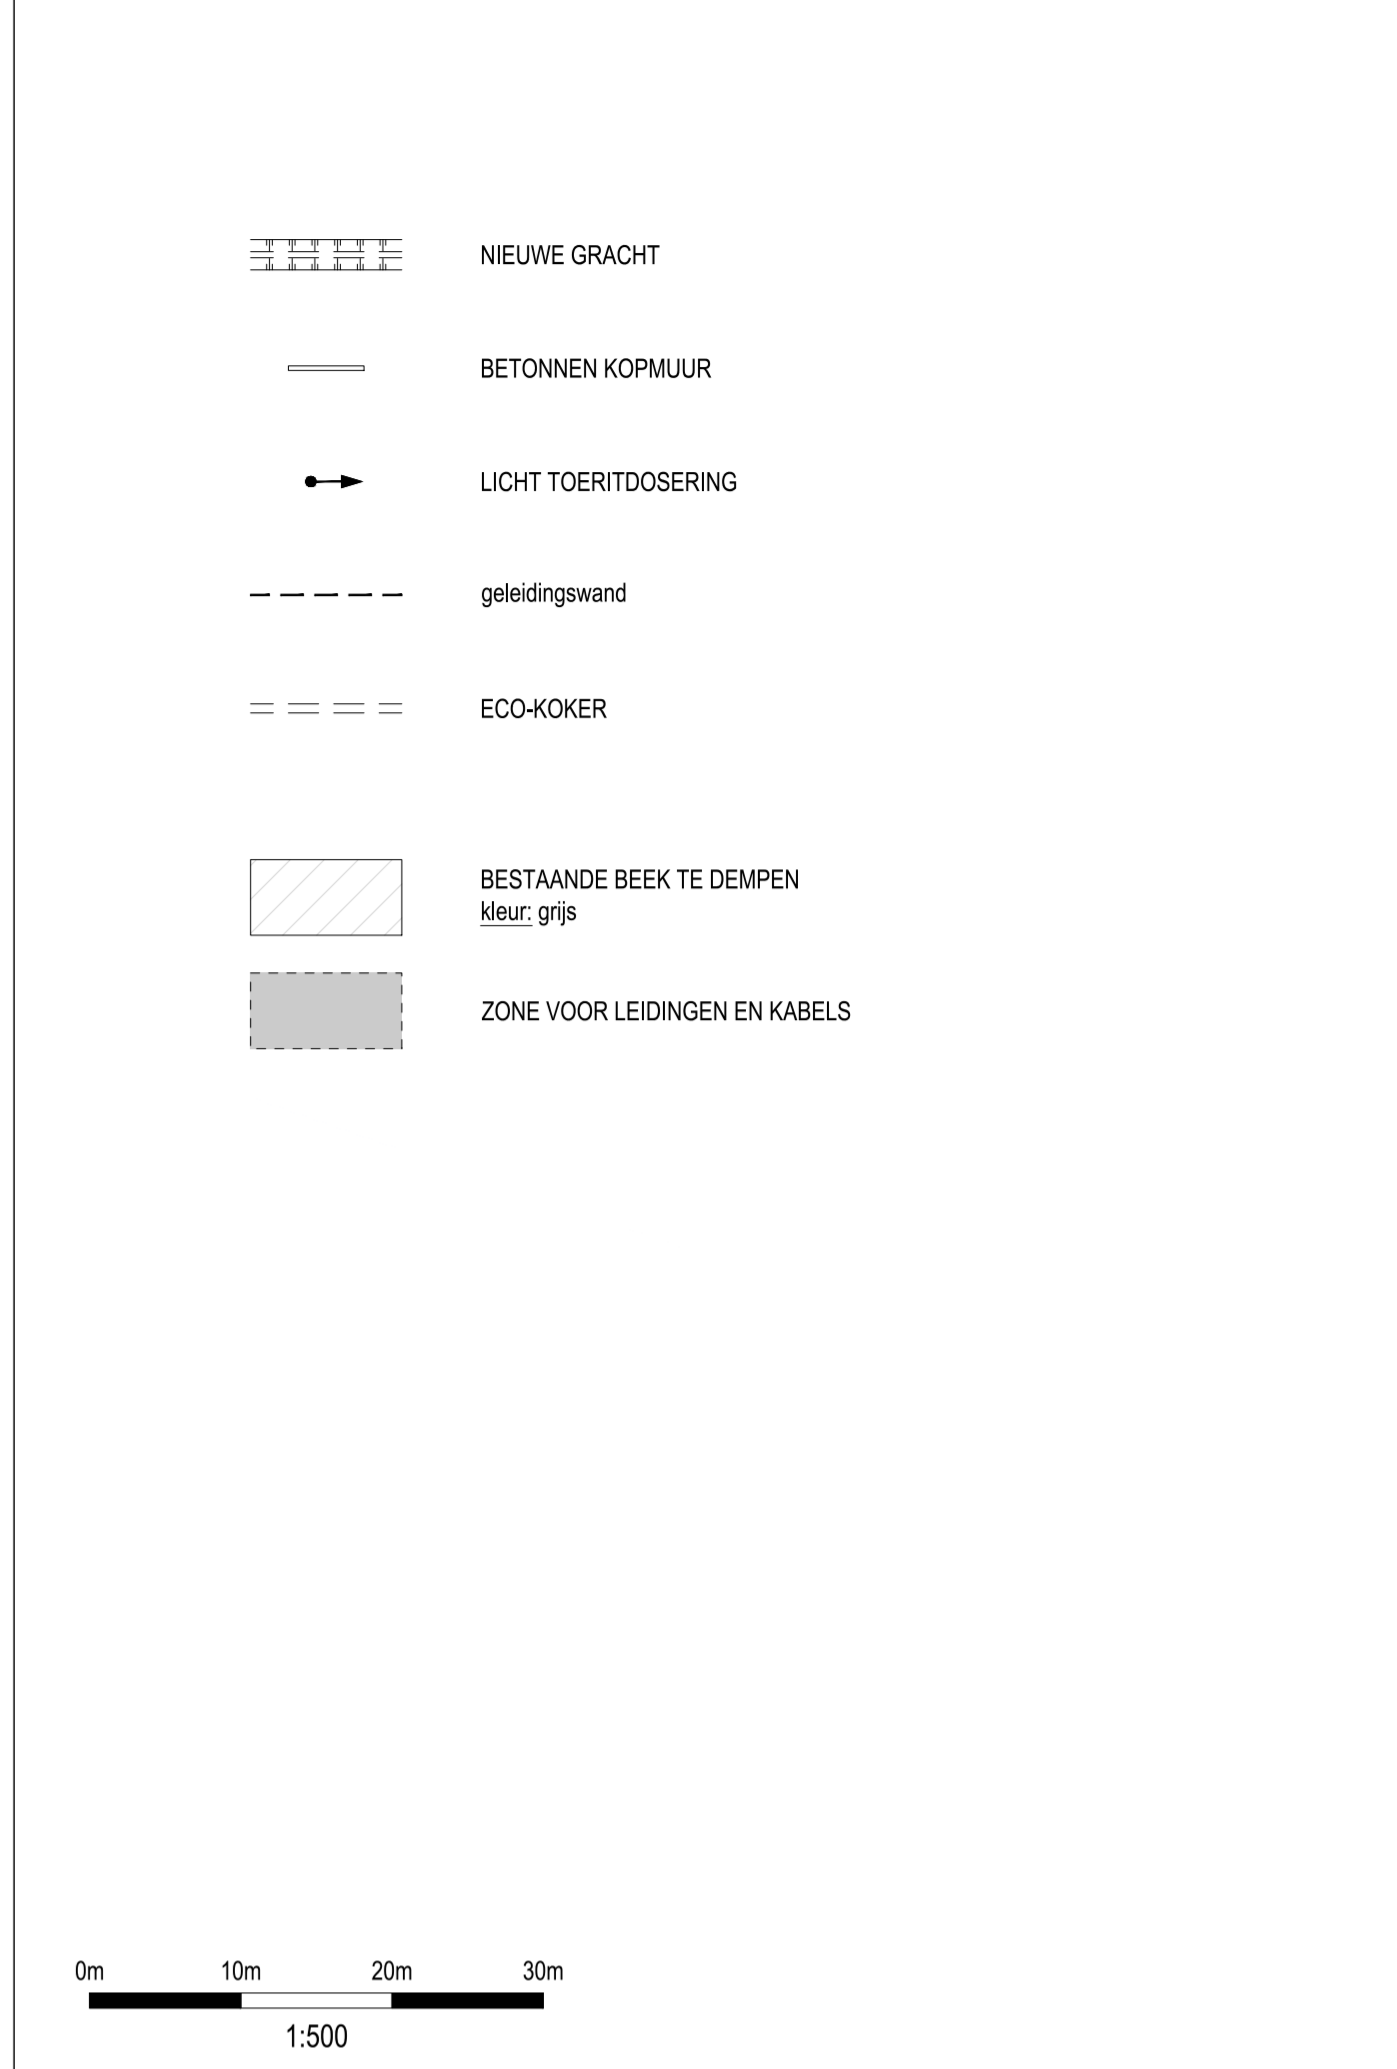 NIEUWE GRACHT
BETONNEN KOPMUUR
LICHT TOERITDOSERING
geleidingswand
ECO-KOKER
BESTAANDE BEEK TE DEMPEN
kleur: grijs
ZONE VOOR LEIDINGEN EN KABELS
0m 10m 20m 30m
1:500